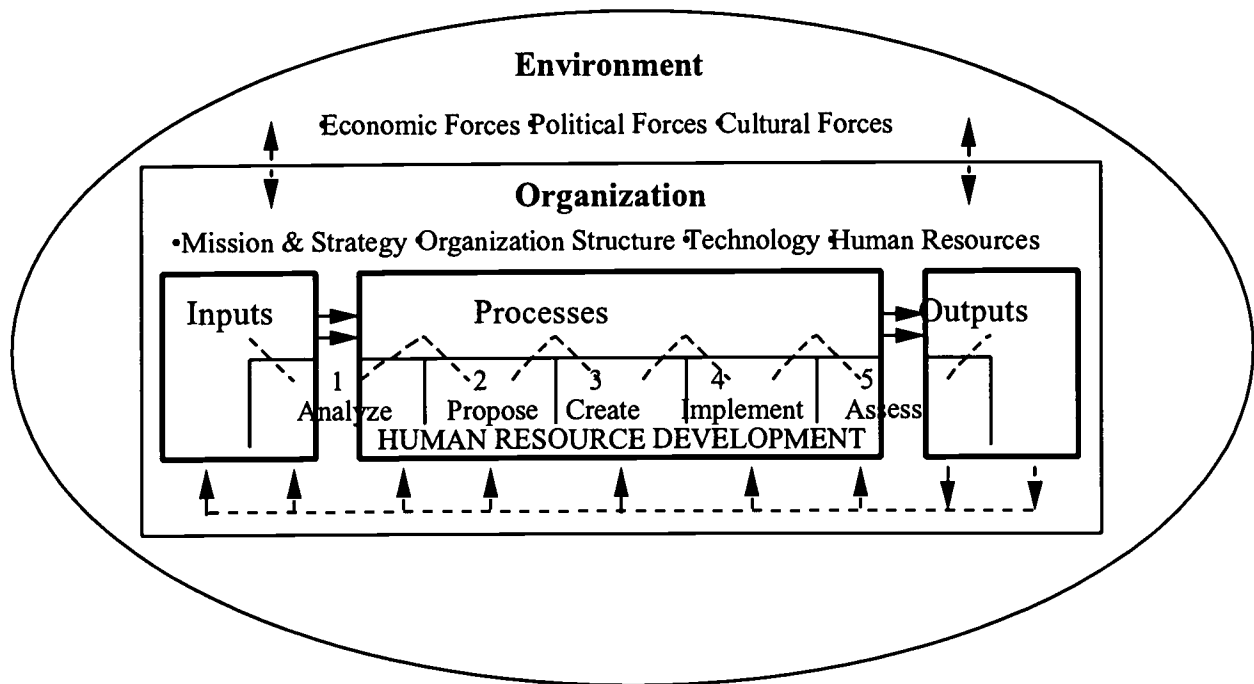 Environment
•Economic Forces •Political Forces •Cultural Forces
Organization
•Mission & Strategy •Organization Structure •Technology •Human Resources
Inputs
Processes
Outputs
1 2 3 4 5
Analyze Propose Create Implement Assess
HUMAN RESOURCE DEVELOPMENT